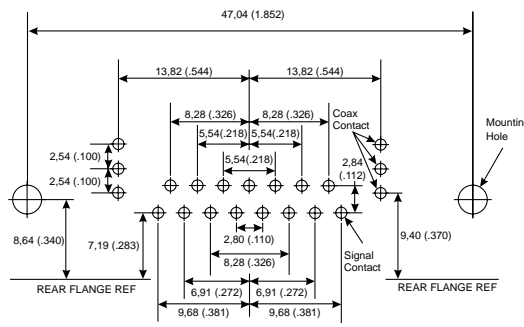 47,04 (1.852)
13,82 (.544)
13,82 (.544)
8,28 (.326)
8,28 (.326)
Coax
Contact
Mountin
Hole
5,54(.218)
5,54(.218)
2,54 (.100)
5,54(.218)
2,84
(.112)
2,54 (.100)
8,64 (.340)
7,19 (.283)
2,80 (.110)
9,40 (.370)
8,28 (.326)
Signal
Contact
REAR FLANGE REF
REAR FLANGE REF
6,91 (.272)
6,91 (.272)
9,68 (.381)
9,68 (.381)